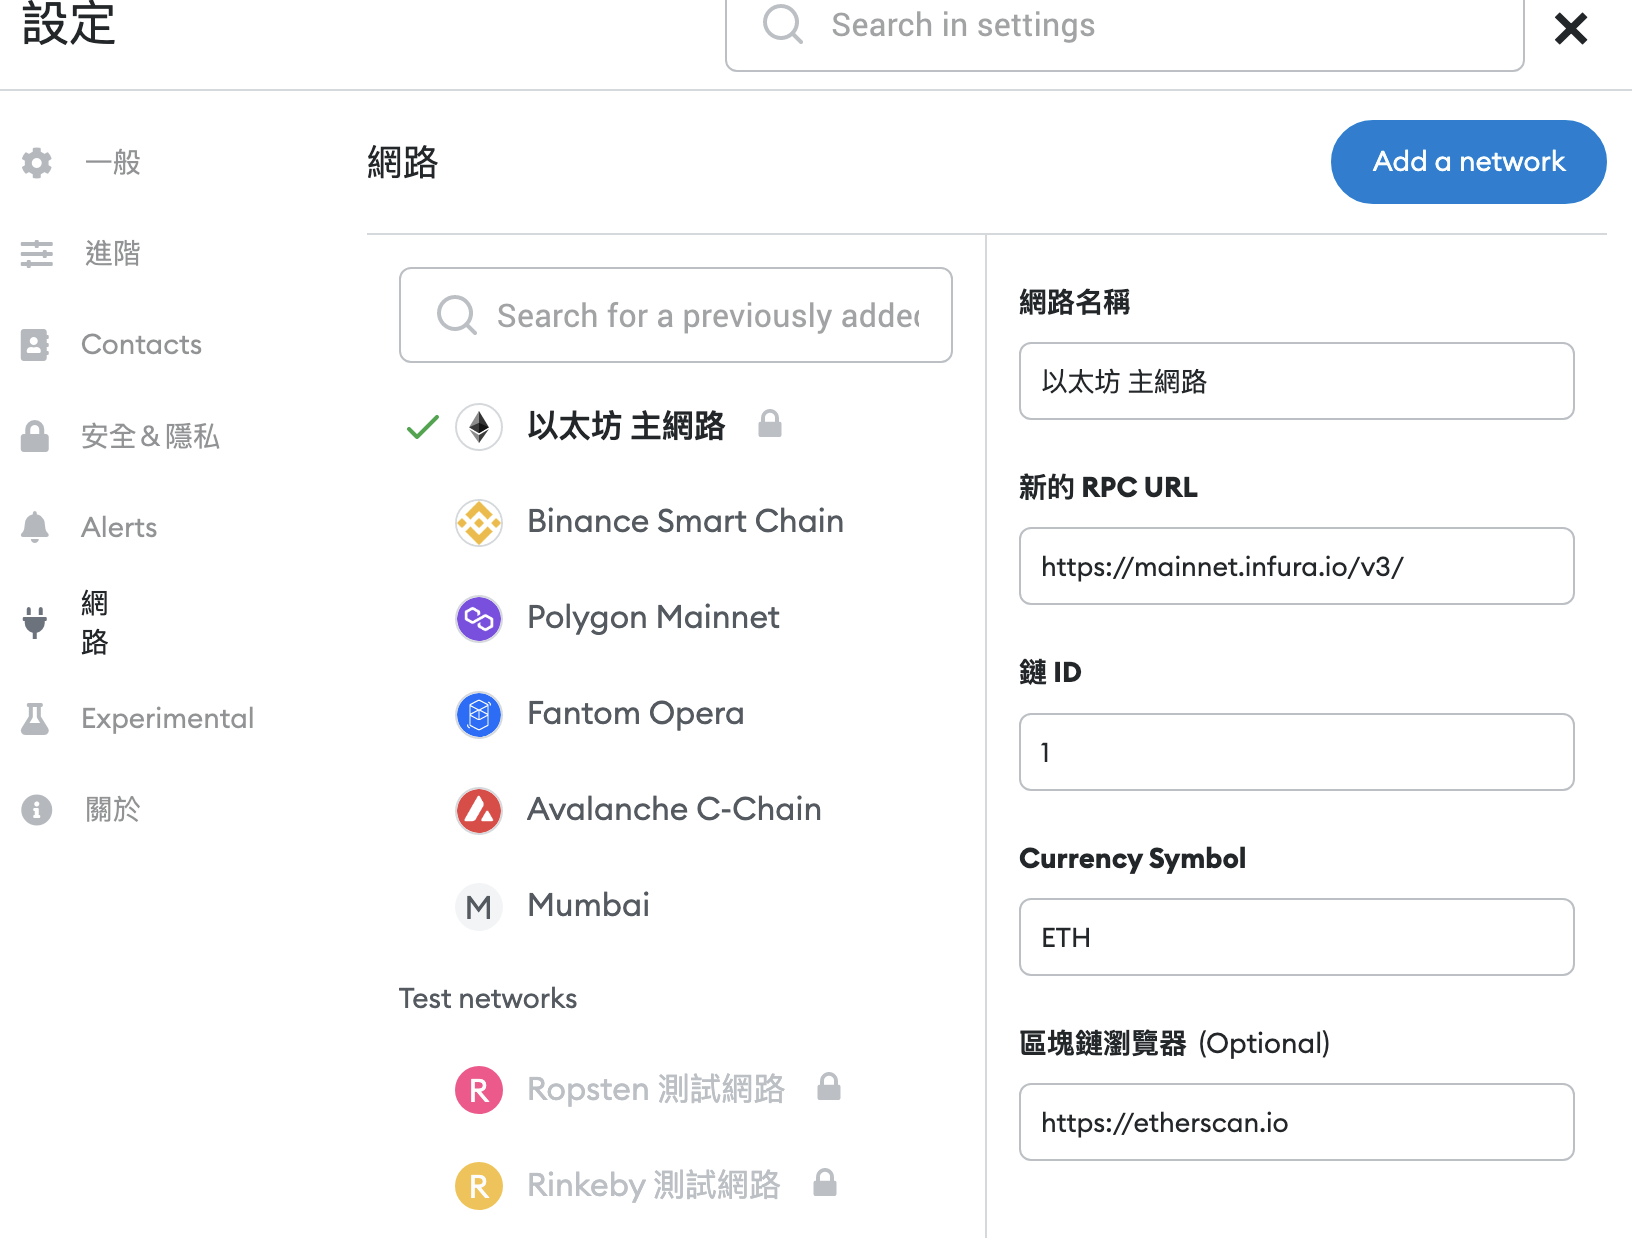 設定
Search in settings
一般
進階
Contacts
安全＆隱私
Alerts
網
路
Experimental
關於
網路
Add a network
Search for a previously added
以太坊 主網路
Binance Smart Chain
Polygon Mainnet
Fantom Opera
Avalanche C-Chain
M Mumbai
Test networks
R Ropsten 測試網路
R Rinkeby 測試網路
網路名稱
以太坊 主網路
新的 RPC URL
https://mainnet.infura.io/v3/
鏈 ID
1
Currency Symbol
ETH
區塊鏈瀏覽器 (Optional)
https://etherscan.io